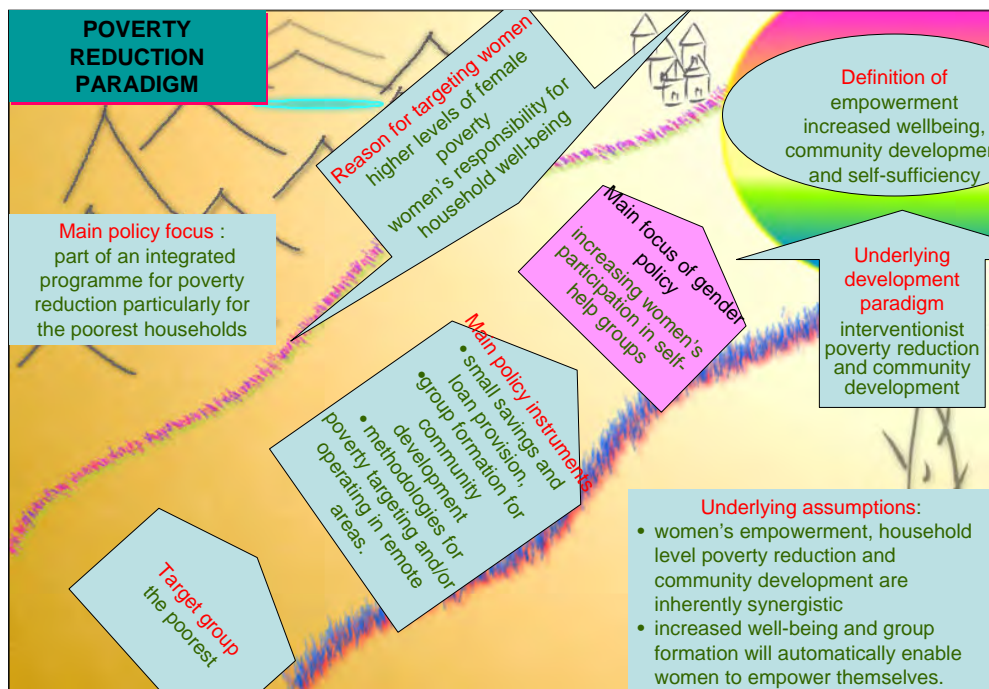 POVERTY
REDUCTION
PARADIGM
Reason for targeting women
higher levels of female
poverty
women's responsibility for
household well-being
Definition of
empowerment
increased wellbeing,
community developmen
and self-sufficiency
Main policy focus :
part of an integrated
programme for poverty
reduction particularly for
the poorest households
Main focus of gender
policy
increasing women's
participation in self-
help groups
Underlying
development
paradigm
interventionist
poverty reduction
and community
development
Main policy instruments
• small savings and
loan provision,
• group formation for
community
development
• methodologies for
poverty targeting and/or
operating in remote
areas.
Target group
the poorest
Underlying assumptions:
• women's empowerment, household
level poverty reduction and
community development are
inherently synergistic
• increased well-being and group
formation will automatically enable
women to empower themselves.